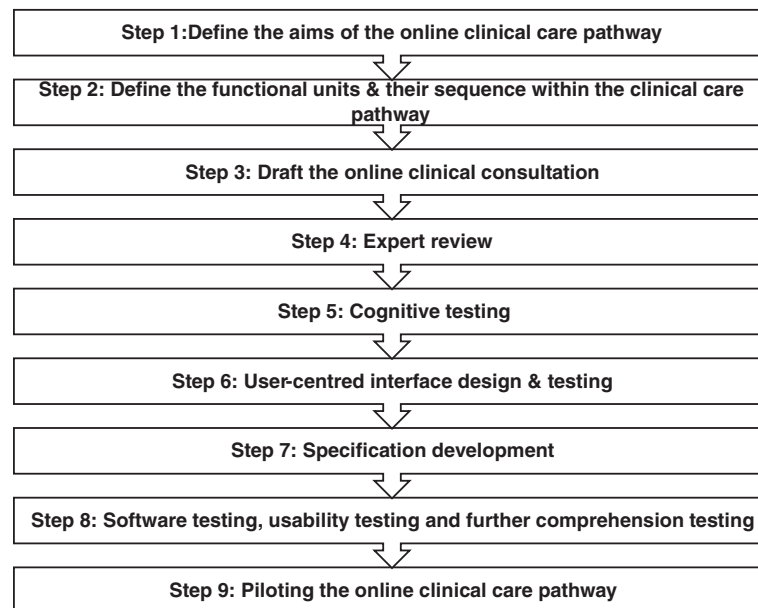 Step 1:Define the aims of the online clinical care pathway
Step 2: Define the functional units & their sequence within the clinical care
pathway
Step 3: Draft the online clinical consultation
Step 4: Expert review
Step 5: Cognitive testing
Step 6: User-centred interface design & testing
Step 7: Specification development
Step 8: Software testing, usability testing and further comprehension testing
Step 9: Piloting the online clinical care pathway